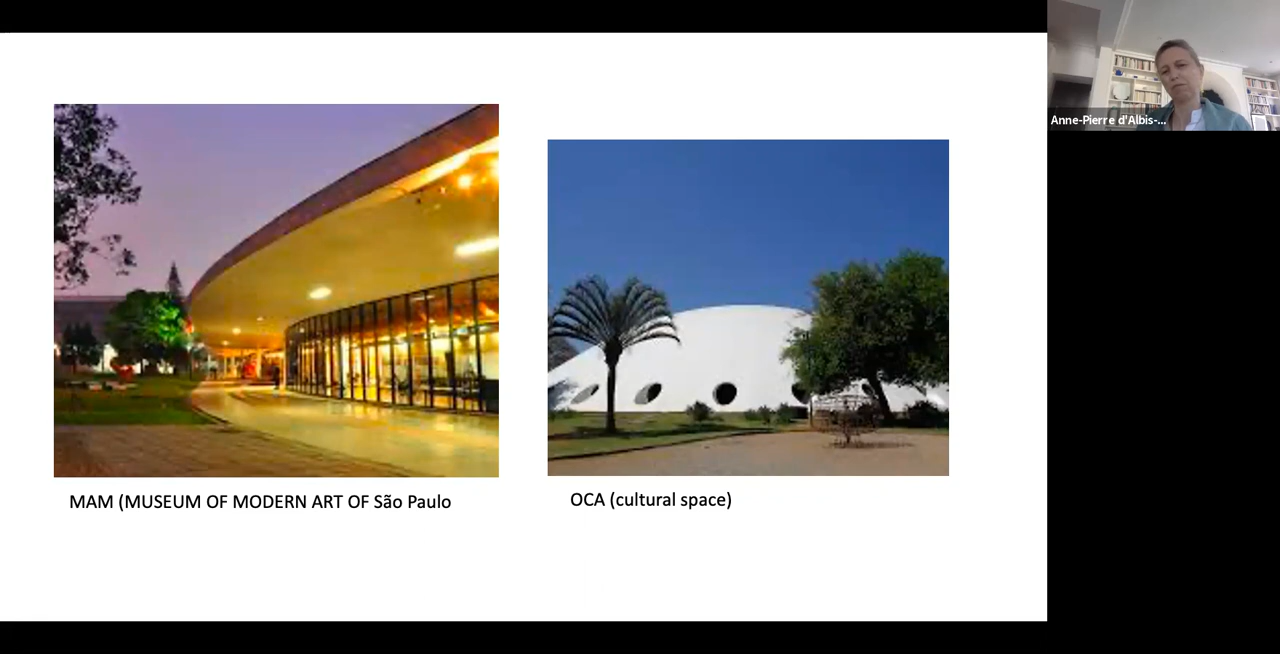 Anne-Pierre d'Albis-...
MAM (MUSEUM OF MODERN ART OF São Paulo
OCA (cultural space)